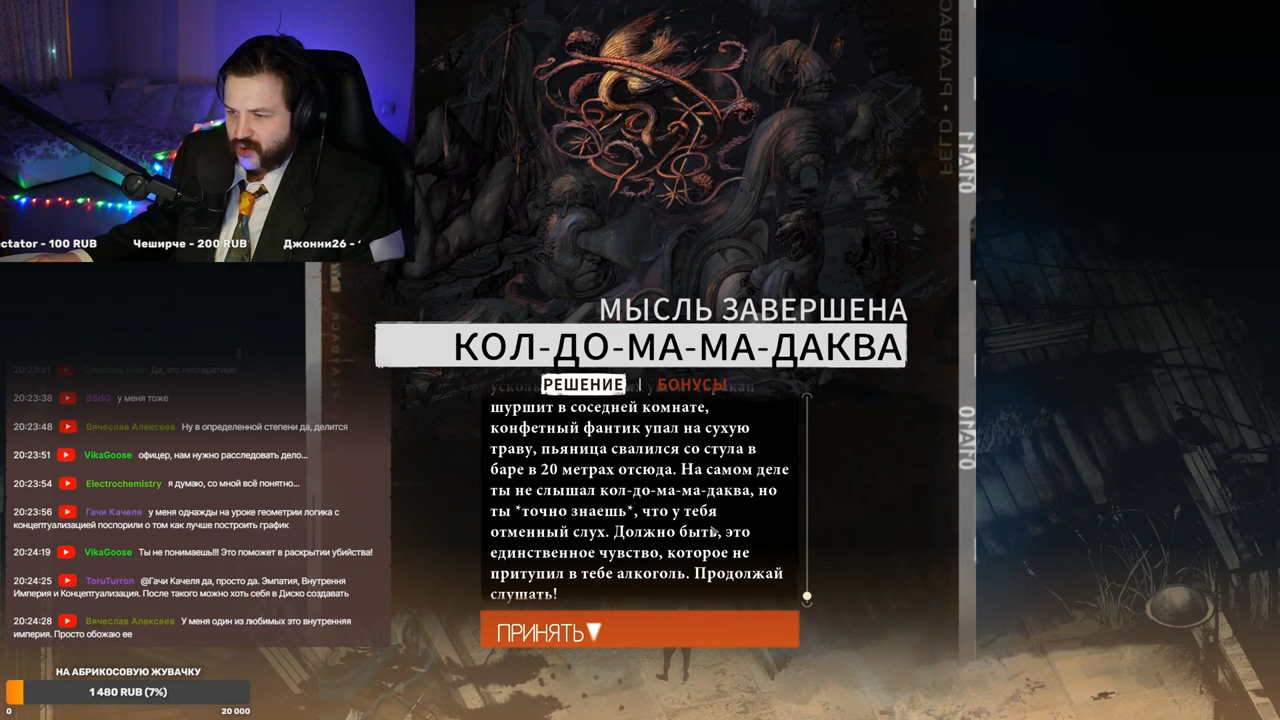 ctator - 100 RUB Чеширче - 200 RUB Джонни26 -
МЫСЛЬ ЗАВЕРШЕНА
КОЛ-ДО-МА-МА-ДАКВА
РЕШЕНИЕ | БОНУСЫ
шуршит в соседней комнате,
конфетный фантик упал на сухую
траву, пьяница свалился со стула в
баре в 20 метрах отсюда. На самом деле
ты не слышал кол-до-ма-ма-даква, но
ты *точно знаешь*, что у тебя
отменный слух. Должно быть, это
единственное чувство, которое не
притупил в тебе алкоголь. Продолжай
слушать!
ПРИНЯТЬ
20:23:21 Да, это неотвратимо
20:23:38 BSdO у меня тоже
20:23:48 Вячеслав Алексеев Ну в определенной степени да, делится
20:23:51 VikaGoose офицер, нам нужно расследовать дело...
20:23:54 Electrochemistry я думаю, со мной всё понятно...
20:23:56 Гачи Качеля у меня однажды на уроке геометрии логика с
концептуализацией поспорили о том как лучше построить график
20:24:19 VikaGoose Ты не понимаешь!!! Это поможет в раскрытии убийства!
20:24:25 ToruTurron @Гачи Качеля да, просто да. Эмпатия, Внутрення
Империя и Концептуализация. После такого можно хоть себя в Диско создавать
20:24:28 Вячеслав Алексеев У меня один из любимых это внутренняя
империя. Просто обожаю ее
НА АБРИКОСОВУЮ ЖУВАЧКУ
1 480 RUB (7%)
0 20 000